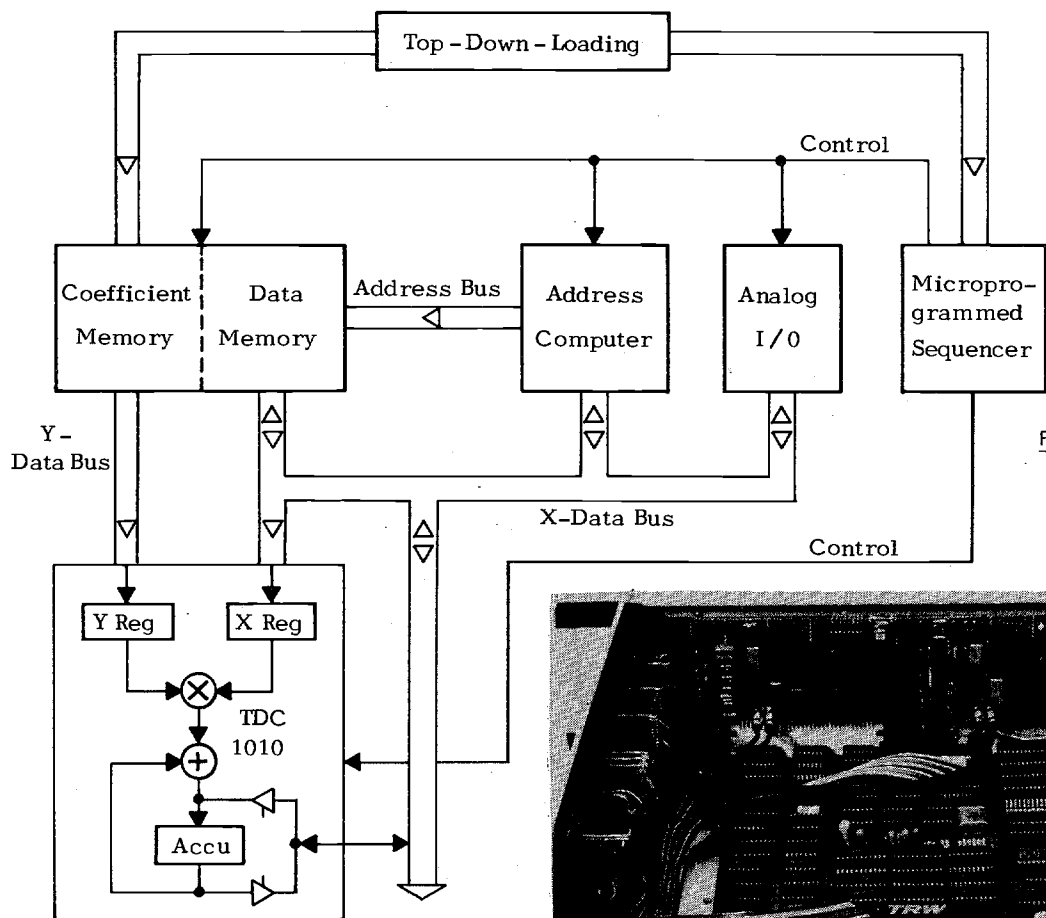 Top-Down-Loading
Control
Coefficient
Memory
Data
Memory
Address Bus
Address
Computer
Analog
I/O
Micropro-
grammed
Sequencer
Y-
Data Bus
X-Data Bus
Control
F
Y Reg
X Reg
TDC
1010
Accu
TRW